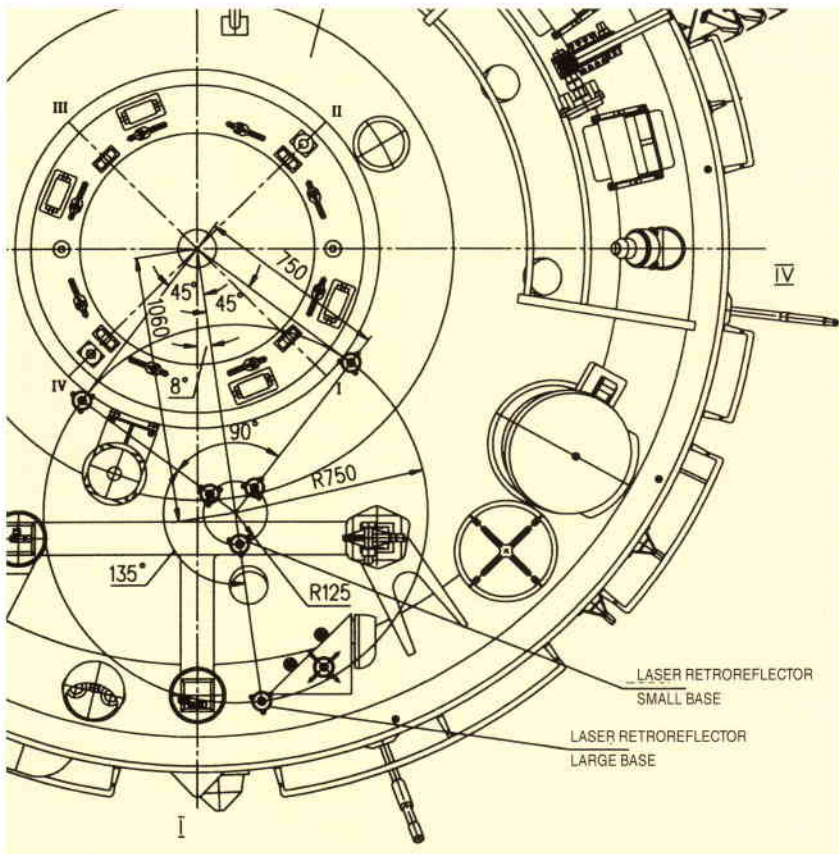 III
II
750
IV
45°
45°
1060
8°
IV
I
90°
R750
135°
R125
LASER RETROREFLECTOR
SMALL BASE
LASER RETROREFLECTOR
LARGE BASE
I